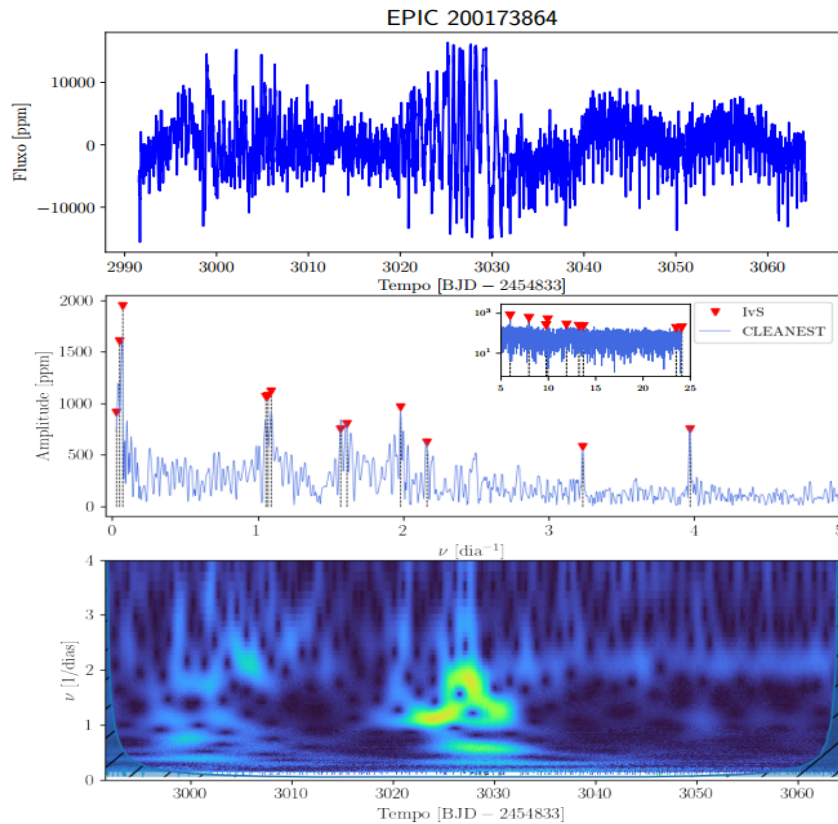 EPIC 200173864
Fluxo [ppm]
10000
0
−10000
2990 3000 3010 3020 3030 3040 3050 3060
Tempo [BJD − 2454833]
Amplitude [ppm]
2000
1500
1000
500
0
10³
10¹
5 10 15 20 25
IvS
CLEANEST
0 1 2 3 4 5
ν [dia⁻¹]
ν [1/dias]
4
3
2
1
0
3000 3010 3020 3030 3040 3050 3060
Tempo [BJD − 2454833]